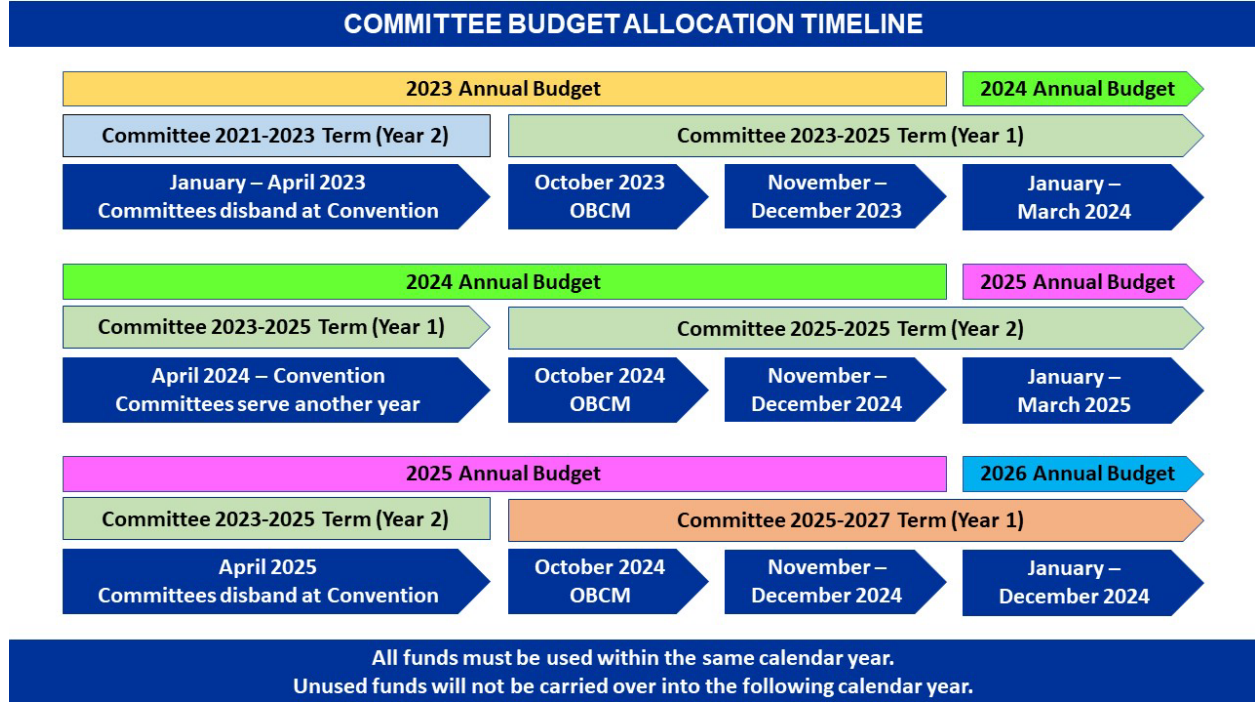 COMMITTEE BUDGET ALLOCATION TIMELINE
2023 Annual Budget
2024 Annual Budget
Committee 2021-2023 Term (Year 2)
Committee 2023-2025 Term (Year 1)
January – April 2023
Committees disband at Convention
October 2023
OBCM
November –
December 2023
January –
March 2024
2024 Annual Budget
2025 Annual Budget
Committee 2023-2025 Term (Year 1)
Committee 2025-2025 Term (Year 2)
April 2024 – Convention
Committees serve another year
October 2024
OBCM
November –
December 2024
January –
March 2025
2025 Annual Budget
2026 Annual Budget
Committee 2023-2025 Term (Year 2)
Committee 2025-2027 Term (Year 1)
April 2025
Committees disband at Convention
October 2024
OBCM
November –
December 2024
January –
December 2024
All funds must be used within the same calendar year.
Unused funds will not be carried over into the following calendar year.